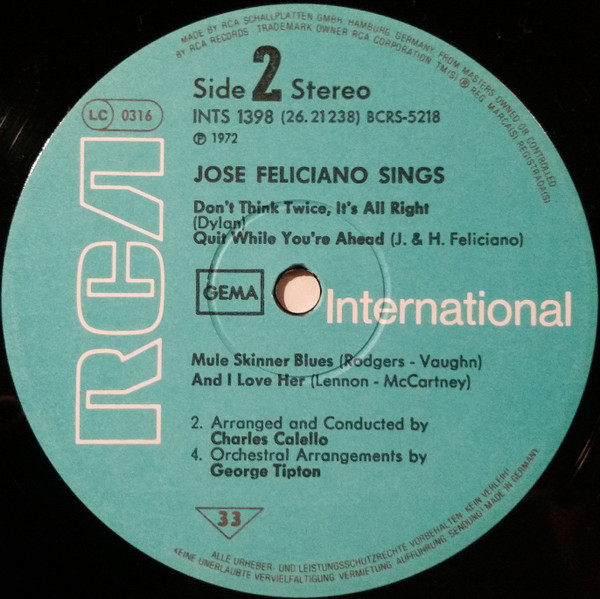 MADE BY RCA SCHALLPLATTEN GMBH, HAMBURG, GERMANY, FROM MASTERS OWNED OR CONTROLLED
BY RCA RECORDS TRADEMARK OWNER RCA CORPORATION TM(S) ® REG. MARCA(S) REGISTRADA(S)
Side 2 Stereo
LC 0316
INTS 1398 (26.21238) BCRS-5218
℗ 1972
JOSE FELICIANO SINGS
Don't Think Twice, It's All Right
(Dylan)
Quit While You're Ahead (J. & H. Feliciano)
RCA
GEMA
International
Mule Skinner Blues (Rodgers - Vaughn)
And I Love Her (Lennon - McCartney)
2. Arranged and Conducted by
Charles Calello
4. Orchestral Arrangements by
George Tipton
33
ALLE URHEBER- UND LEISTUNGSSCHUTZRECHTE VORBEHALTEN. KEIN VERLEIH!
KEINE UNERLAUBTE VERVIELFÄLTIGUNG, VERMIETUNG, AUFFÜHRUNG, SENDUNG! MADE IN GERMANY